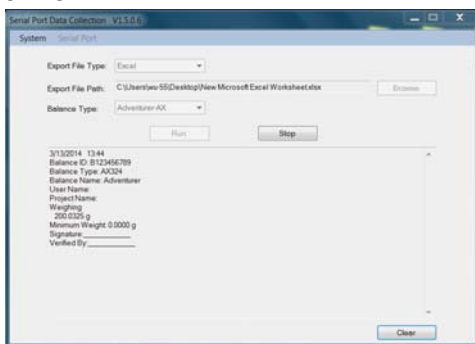 Serial Port Data Collection V1.5.0.6
System Serial Port
Export File Type: Excel
Export File Path: C:\Users\wu-55\Desktop\New Microsoft Excel Worksheet.xlsx Browse
Balance Type: Adventurer-AX
Run Stop
3/13/2014 13:44
Balance ID: B123456789
Balance Type: AX324
Balance Name: Adventurer
User Name:
Project Name:
Weighing
200.0325 g
Minimum Weight: 0.0000 g
Signature:___________
Verified By:___________
Clear